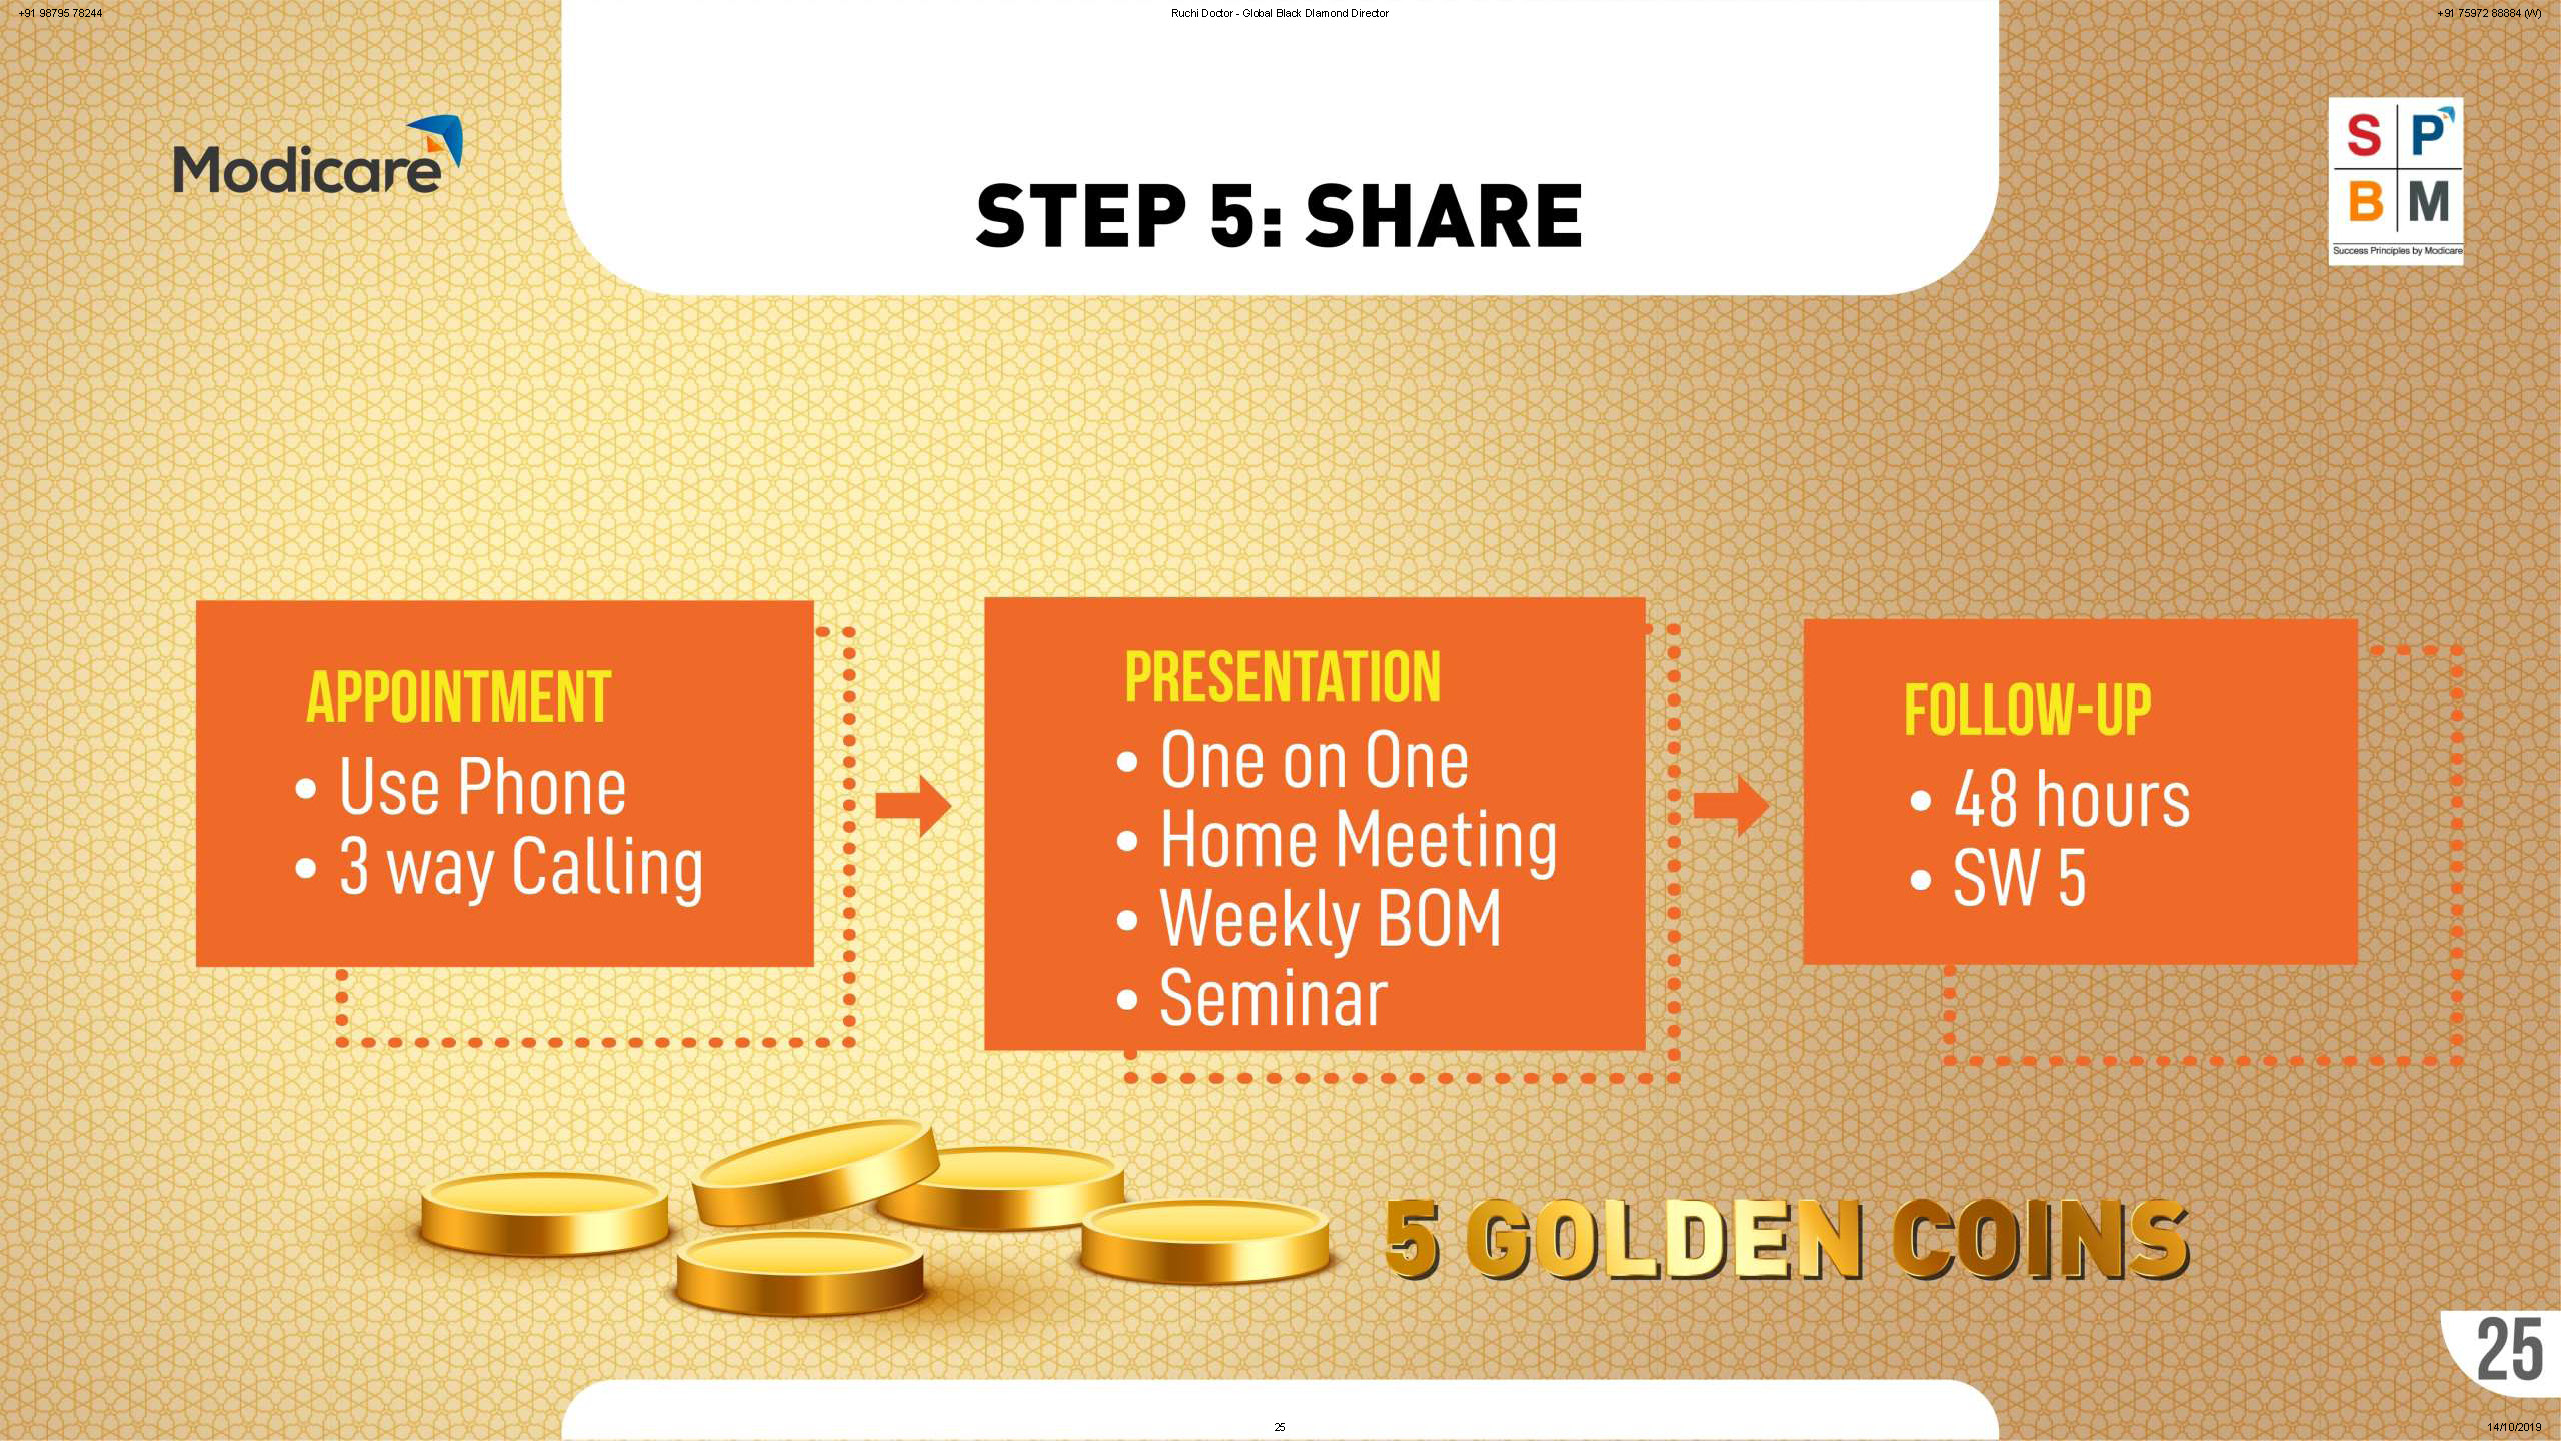 +91 98795 78244
Ruchi Doctor - Global Black DIamond Director
+91 75972 88884 (W)
Modicare
S P
B M
Success Principles by Modicare
STEP 5: SHARE
APPOINTMENT
• Use Phone
• 3 way Calling
PRESENTATION
• One on One
• Home Meeting
• Weekly BOM
• Seminar
FOLLOW-UP
• 48 hours
• SW 5
5 GOLDEN COINS
25
25
14/10/2019